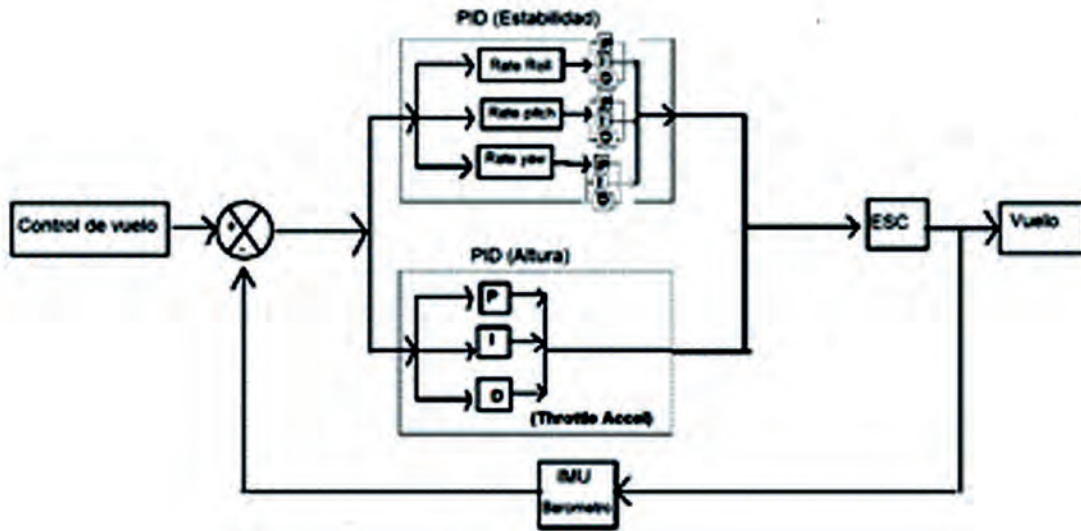 PID (Estabilidad)
Rate Roll
Rate pitch
Rate yaw
I
D
I
D
I
D
Control de vuelo
+
-
ESC
Vuelo
PID (Altura)
P
I
D
(Throttle Accel)
IMU
Barometro